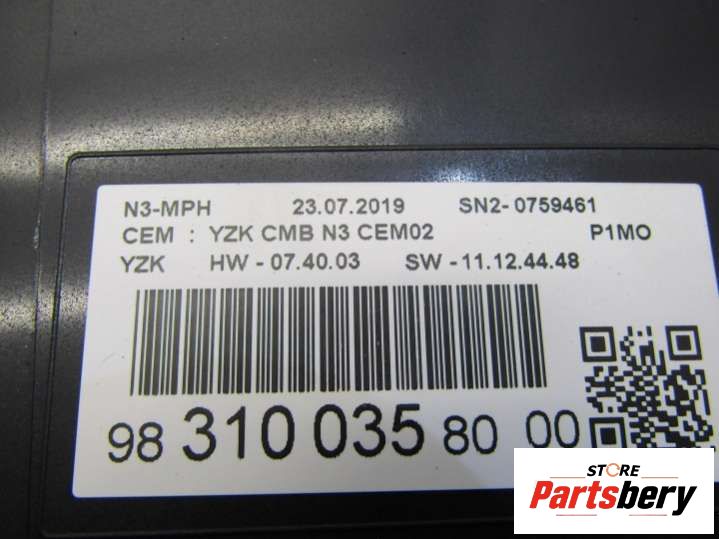 N3-MPH 23.07.2019 SN2- 0759461
CEM : YZK CMB N3 CEM02 P1MO
YZK HW - 07.40.03 SW - 11.12.44.48
98 310 035 80 00
STORE
Partsbery